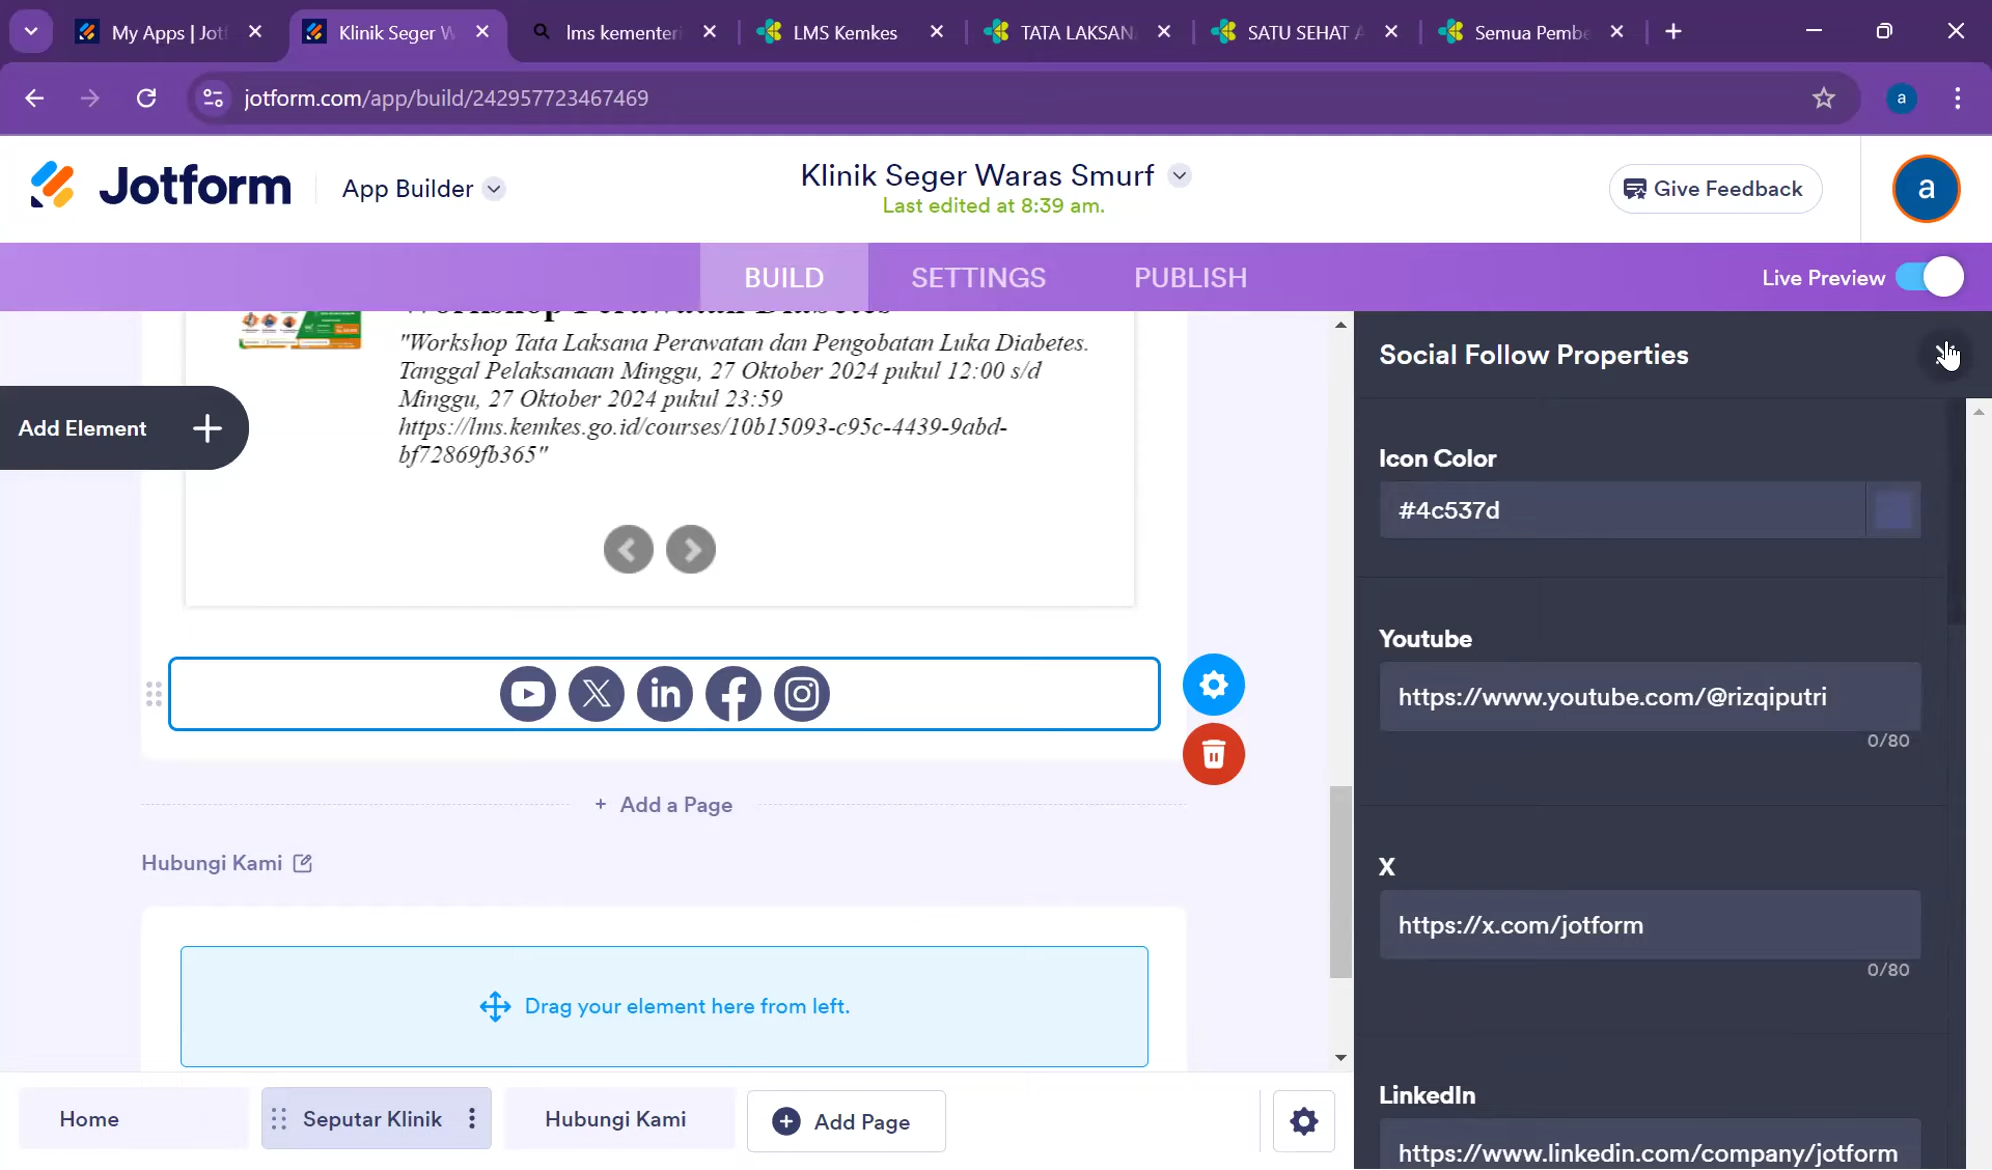 My Apps | Jotf
Klinik Seger W
lms kementeri
LMS Kemkes
TATA LAKSAN
SATU SEHAT A
Semua Pembe
jotform.com/app/build/242957723467469
a
Jotform
App Builder
Klinik Seger Waras Smurf
Last edited at 8:39 am.
Give Feedback
a
BUILD
SETTINGS
PUBLISH
Live Preview
Workshop Perawatan Diabetes
"Workshop Tata Laksana Perawatan dan Pengobatan Luka Diabetes.
Tanggal Pelaksanaan Minggu, 27 Oktober 2024 pukul 12:00 s/d
Minggu, 27 Oktober 2024 pukul 23:59
https://lms.kemkes.go.id/courses/10b15093-c95c-4439-9abd-
bf72869fb365"
Add Element +
+ Add a Page
Hubungi Kami
Drag your element here from left.
Home
Seputar Klinik
Hubungi Kami
Add Page
Social Follow Properties
Icon Color
#4c537d
Youtube
https://www.youtube.com/@rizqiputri
0/80
X
https://x.com/jotform
0/80
LinkedIn
https://www.linkedin.com/company/jotform